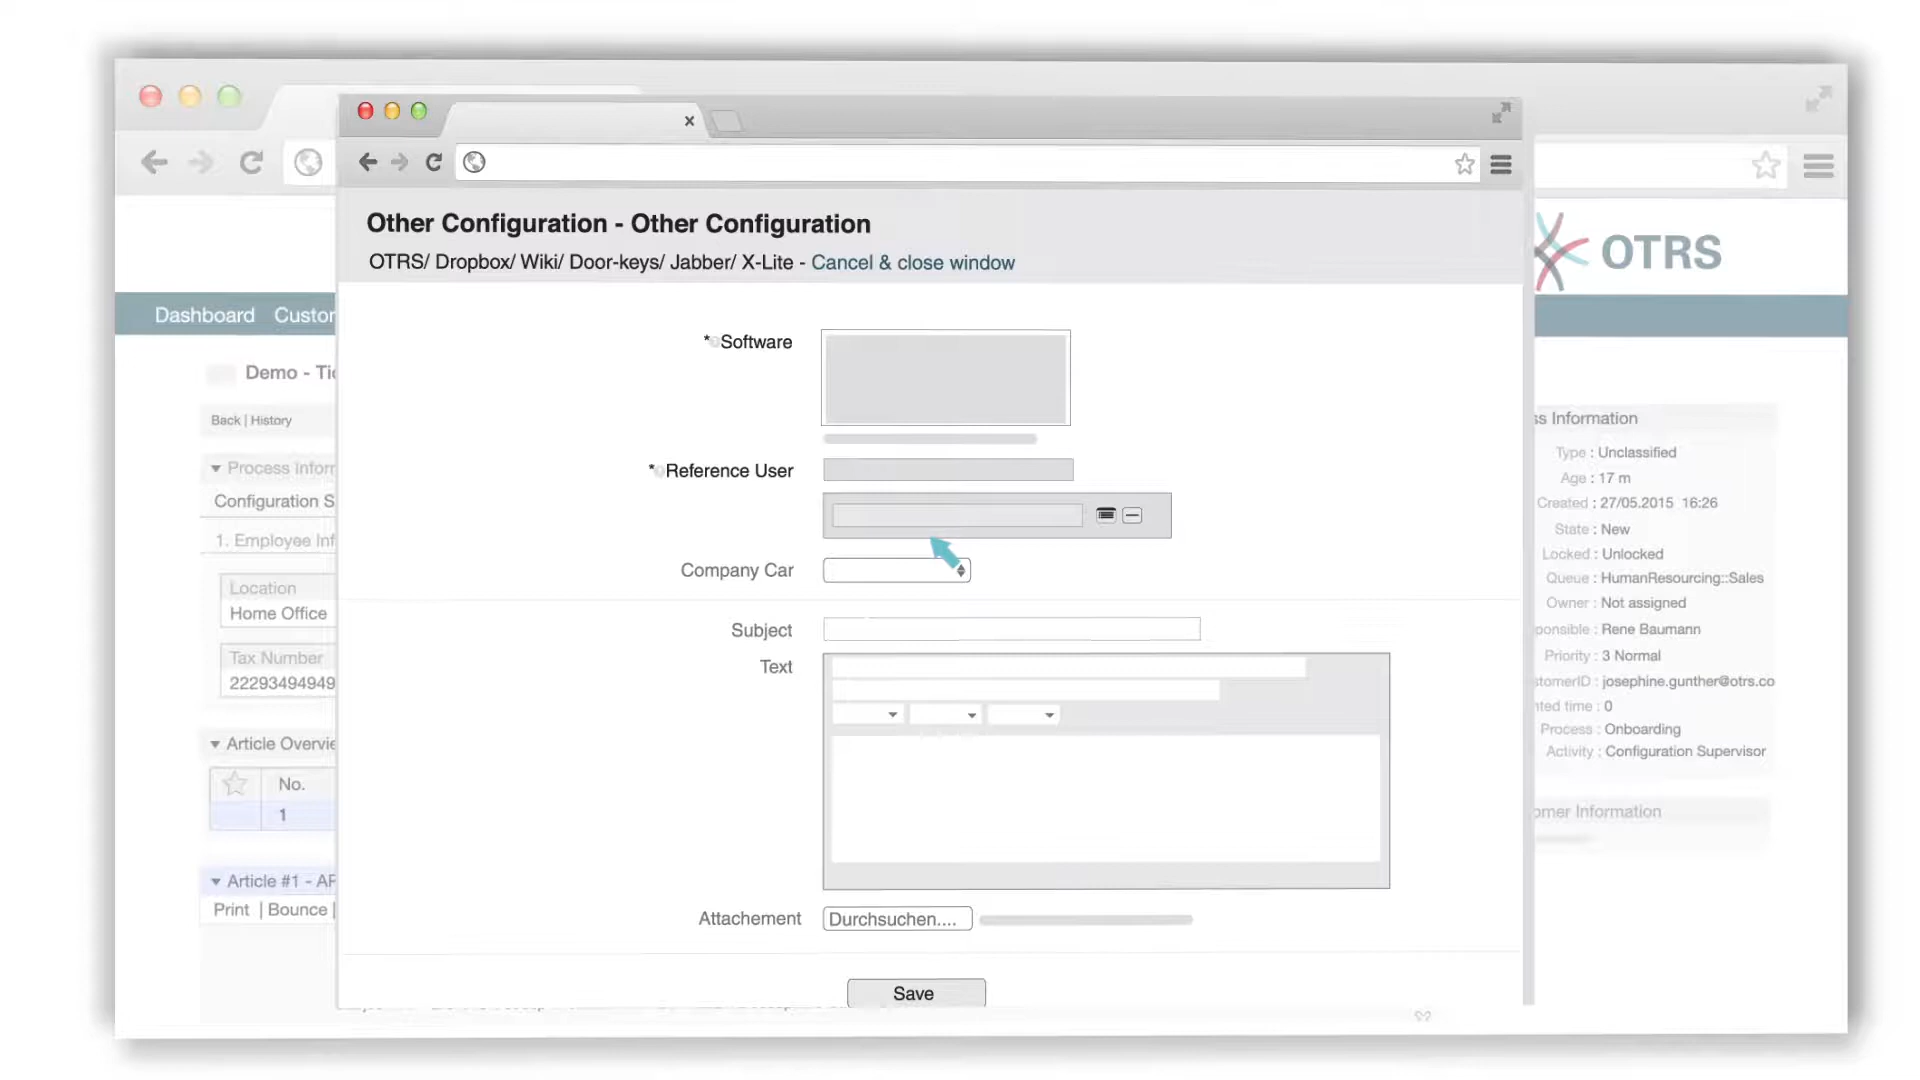 Other Configuration - Other Configuration
OTRS/ Dropbox/ Wiki/ Door-keys/ Jabber/ X-Lite - Cancel & close window
OTRS
Dashboard Custor
* Software
Demo - Tic
Back | History
Process Inforr
Configuration S
1. Employee Inf
Location
Home Office
Tax Number
22293494949
Article Overvie
No.
1
Article #1 - AF
Print | Bounce |
* Reference User
Company Car
Subject
Text
Attachement Durchsuchen....
Save
ss Information
Type : Unclassified
Age : 17 m
Created : 27/05.2015 16:26
State : New
Locked : Unlocked
Queue : HumanResourcing::Sales
Owner : Not assigned
ponsible : Rene Baumann
Priority : 3 Normal
stomerID : josephine.gunther@otrs.co
nted time : 0
Process : Onboarding
Activity : Configuration Supervisor
omer Information